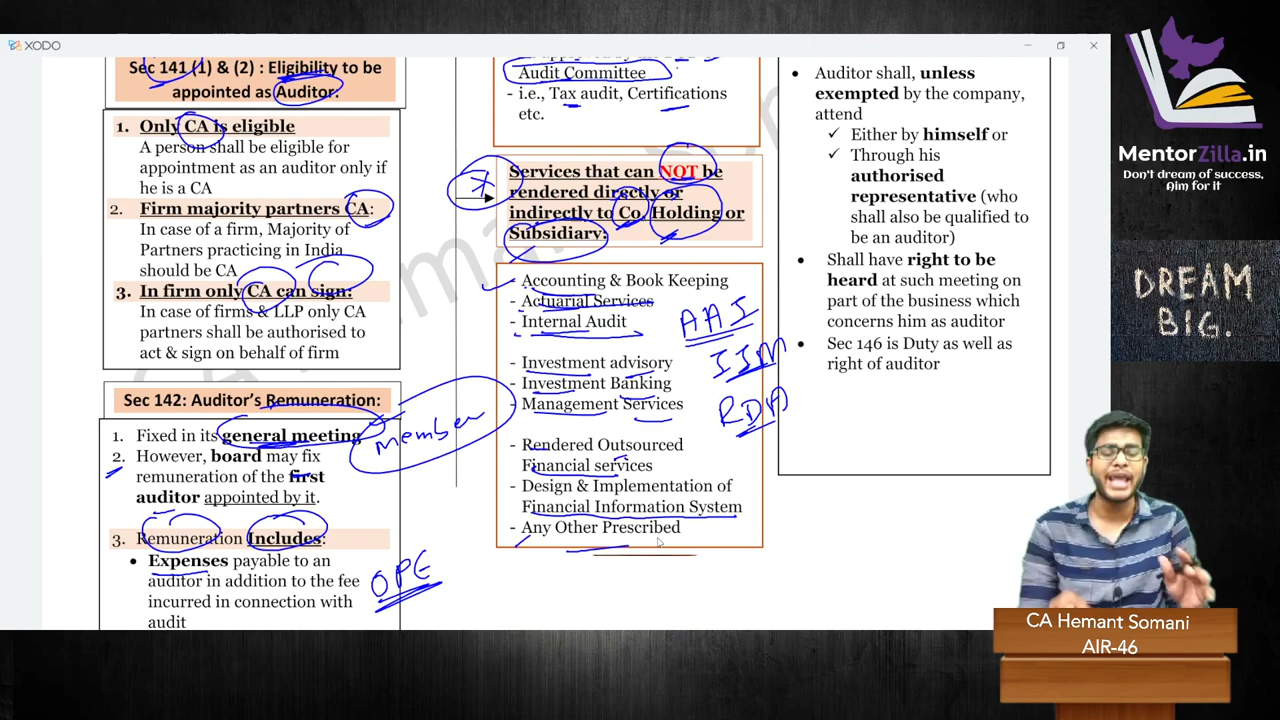 XODO
Sec 141 (1) & (2) : Eligibility to be
appointed as Auditor:
1. Only CA is eligible
A person shall be eligible for
appointment as an auditor only if
he is a CA
2. Firm majority partners CA:
In case of a firm, Majority of
Partners practicing in India
should be CA
3. In firm only CA can sign:
In case of firms & LLP only CA
partners shall be authorised to
act & sign on behalf of firm
Sec 142: Auditor's Remuneration:
1. Fixed in its general meeting
2. However, board may fix
remuneration of the first
auditor appointed by it.
3. Remuneration Includes:
• Expenses payable to an
auditor in addition to the fee
incurred in connection with
audit
member
OPE
Audit Committee
- i.e., Tax audit, Certifications
etc.
Services that can NOT be
rendered directly or
indirectly to Co. Holding or
Subsidiary:
- Accounting & Book Keeping
- Actuarial Services
- Internal Audit
- Investment advisory
- Investment Banking
- Management Services
- Rendered Outsourced
Financial services
- Design & Implementation of
Financial Information System
- Any Other Prescribed
AAI
IIM
RDA
• Auditor shall, unless
exempted by the company,
attend
✓ Either by himself or
✓ Through his
authorised
representative (who
shall also be qualified to
be an auditor)
• Shall have right to be
heard at such meeting on
part of the business which
concerns him as auditor
• Sec 146 is Duty as well as
right of auditor
MentorZilla.in
Don't dream of success,
Aim for it
DREAM
BIG.
CA Hemant Somani
AIR-46